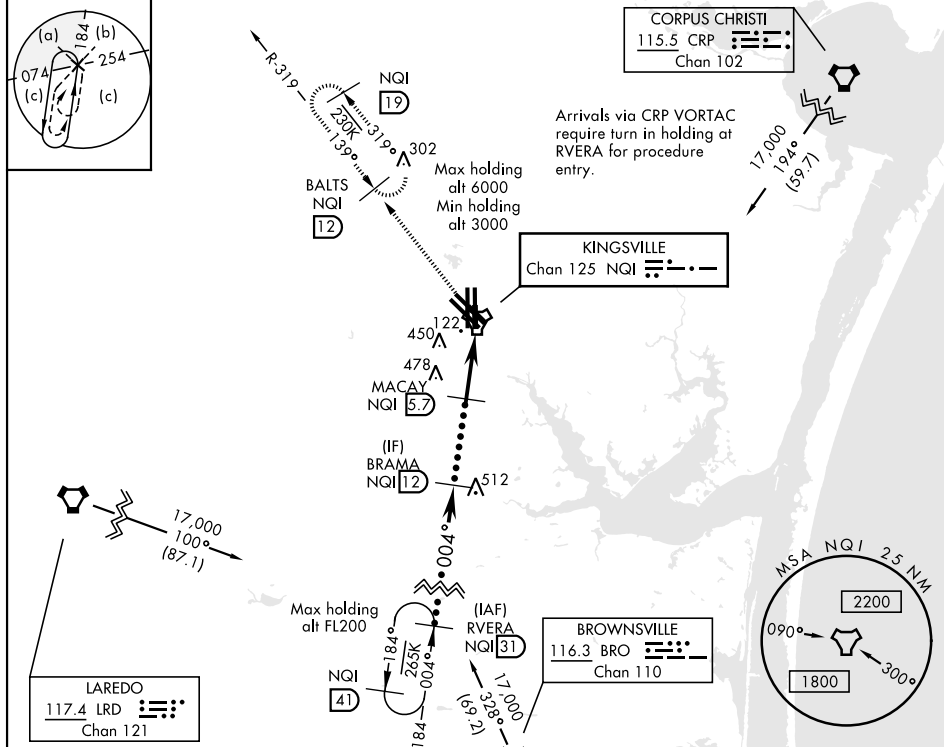 (a)
184
(b)
074
254
(c)
(c)
R-319
NQI
19
230K
319°
139°
302
BALTS
NQI
12
Max holding
alt 6000
Min holding
alt 3000
CORPUS CHRISTI
115.5 CRP
Chan 102
Arrivals via CRP VORTAC
require turn in holding at
RVERA for procedure
entry.
17,000
194°
(59.7)
KINGSVILLE
Chan 125 NQI
122
450
478
MACAY
NQI 5.7
(IF)
BRAMA
NQI 12
512
004°
17,000
100°
(87.1)
LAREDO
117.4 LRD
Chan 121
Max holding
alt FL200
(IAF)
RVERA
NQI 31
184°
265K
004°
NQI
41
184
17,000
328°
(69.2)
BROWNSVILLE
116.3 BRO
Chan 110
MSA NQI 25 NM
2200
090°
1800
300°